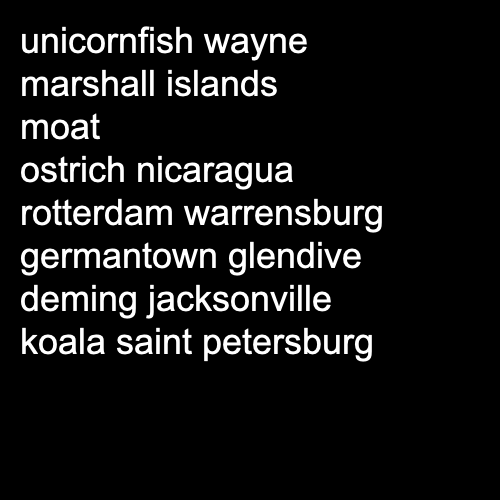 unicornfish wayne
marshall islands
moat
ostrich nicaragua
rotterdam warrensburg
germantown glendive
deming jacksonville
koala saint petersburg